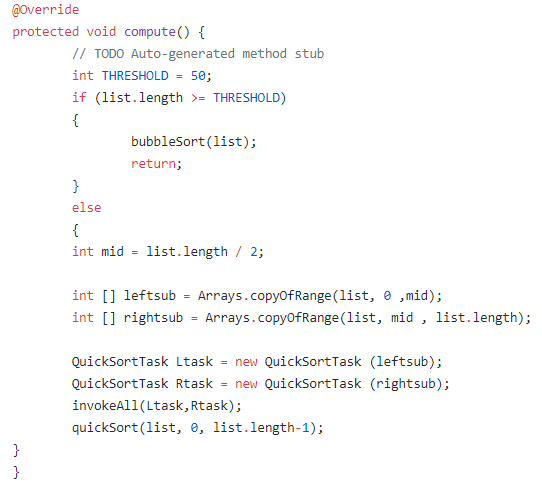 @Override
protected void compute() {
// TODO Auto-generated method stub
int THRESHOLD = 50;
if (list.length >= THRESHOLD)
{
bubbleSort(list);
return;
}
else
{
int mid = list.length / 2;
int [] leftsub = Arrays.copyOfRange(list, 0 ,mid);
int [] rightsub = Arrays.copyOfRange(list, mid , list.length);
QuickSortTask Ltask = new QuickSortTask (leftsub);
QuickSortTask Rtask = new QuickSortTask (rightsub);
invokeAll(Ltask,Rtask);
quickSort(list, 0, list.length-1);
}
}